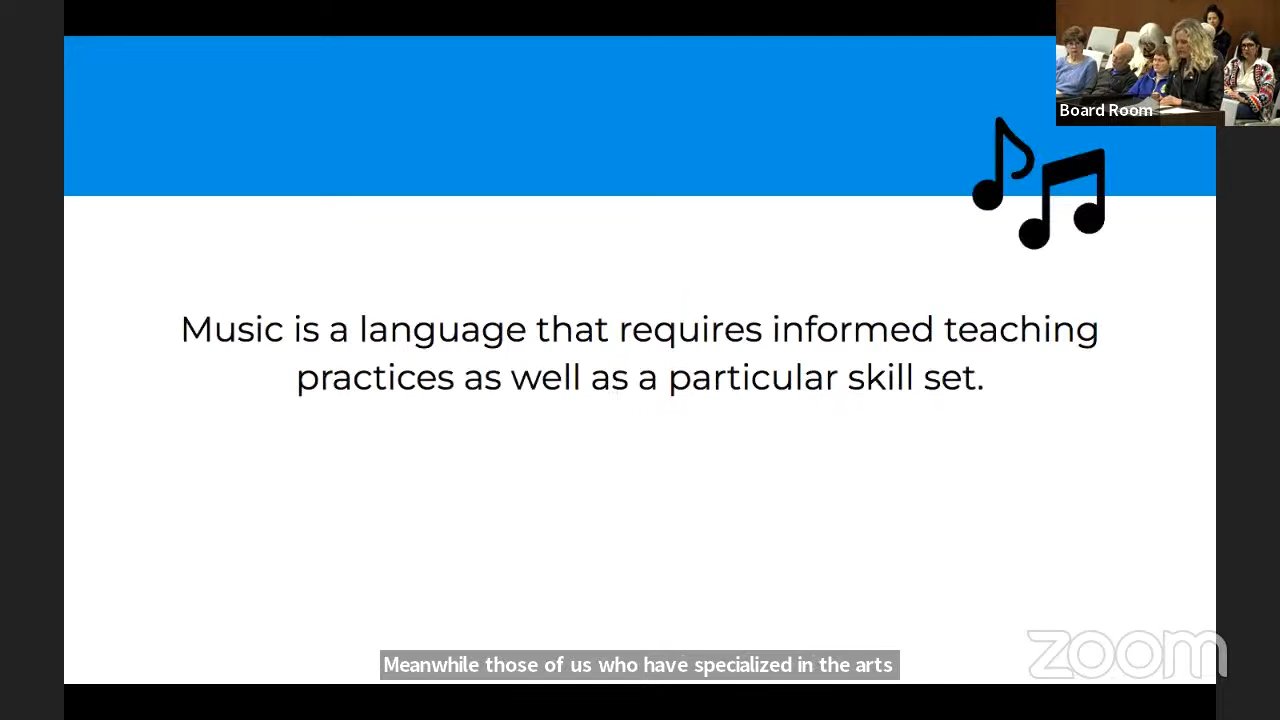 Board Room
Music is a language that requires informed teaching
practices as well as a particular skill set.
Meanwhile those of us who have specialized in the arts
zoom